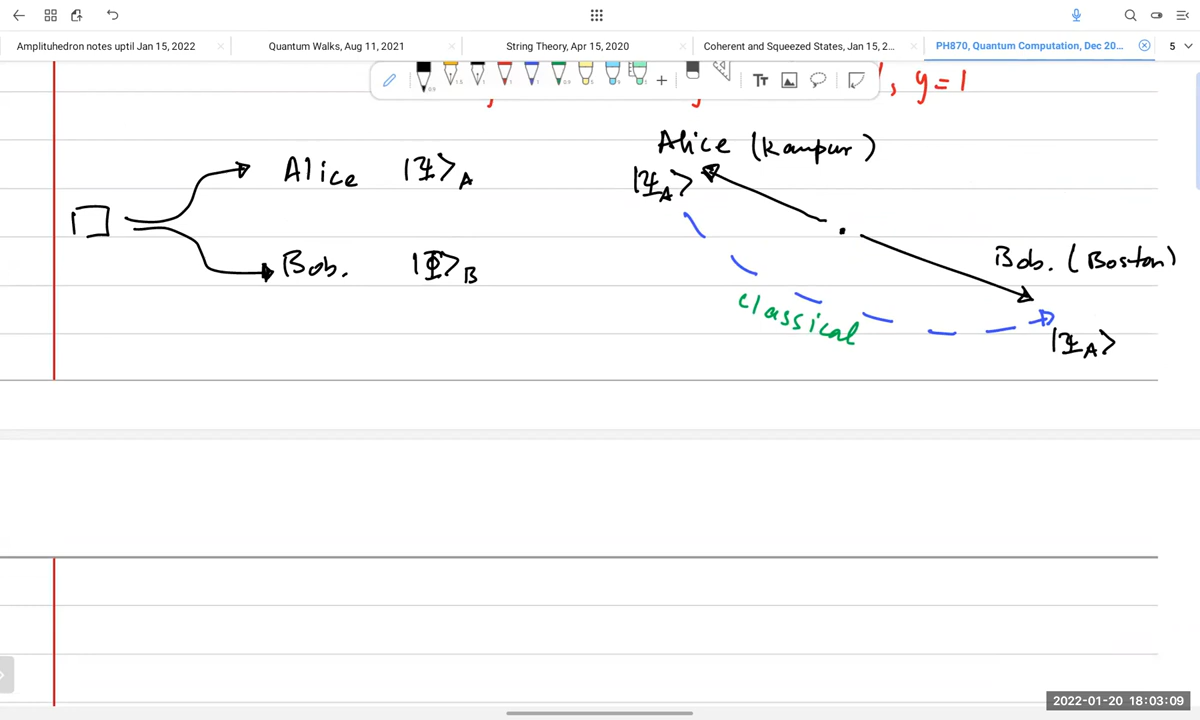 Amplituhedron notes uptil Jan 15, 2022
Quantum Walks, Aug 11, 2021
String Theory, Apr 15, 2020
Coherent and Squeezed States, Jan 15, 2...
PH870, Quantum Computation, Dec 20...
5
Tт
, y = 1
Alice |Ψ⟩_A
Bob. |Φ⟩_B
Alice (Kanpur)
|Ψ_A⟩
Bob. (Boston)
classical
|Ψ_A⟩
2022-01-20 18:03:09